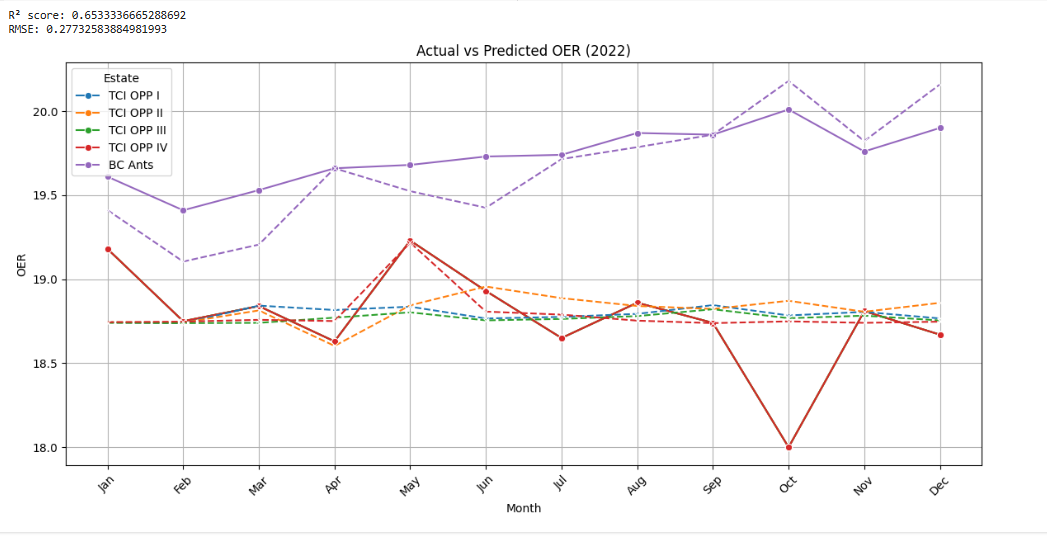 R² score: 0.6533336665288692
RMSE: 0.27732583884981993
Actual vs Predicted OER (2022)
Estate
TCI OPP I
TCI OPP II
TCI OPP III
TCI OPP IV
BC Ants
20.0
19.5
19.0
18.5
18.0
OER
Jan
Feb
Mar
Apr
May
Jun
Jul
Aug
Sep
Oct
Nov
Dec
Month